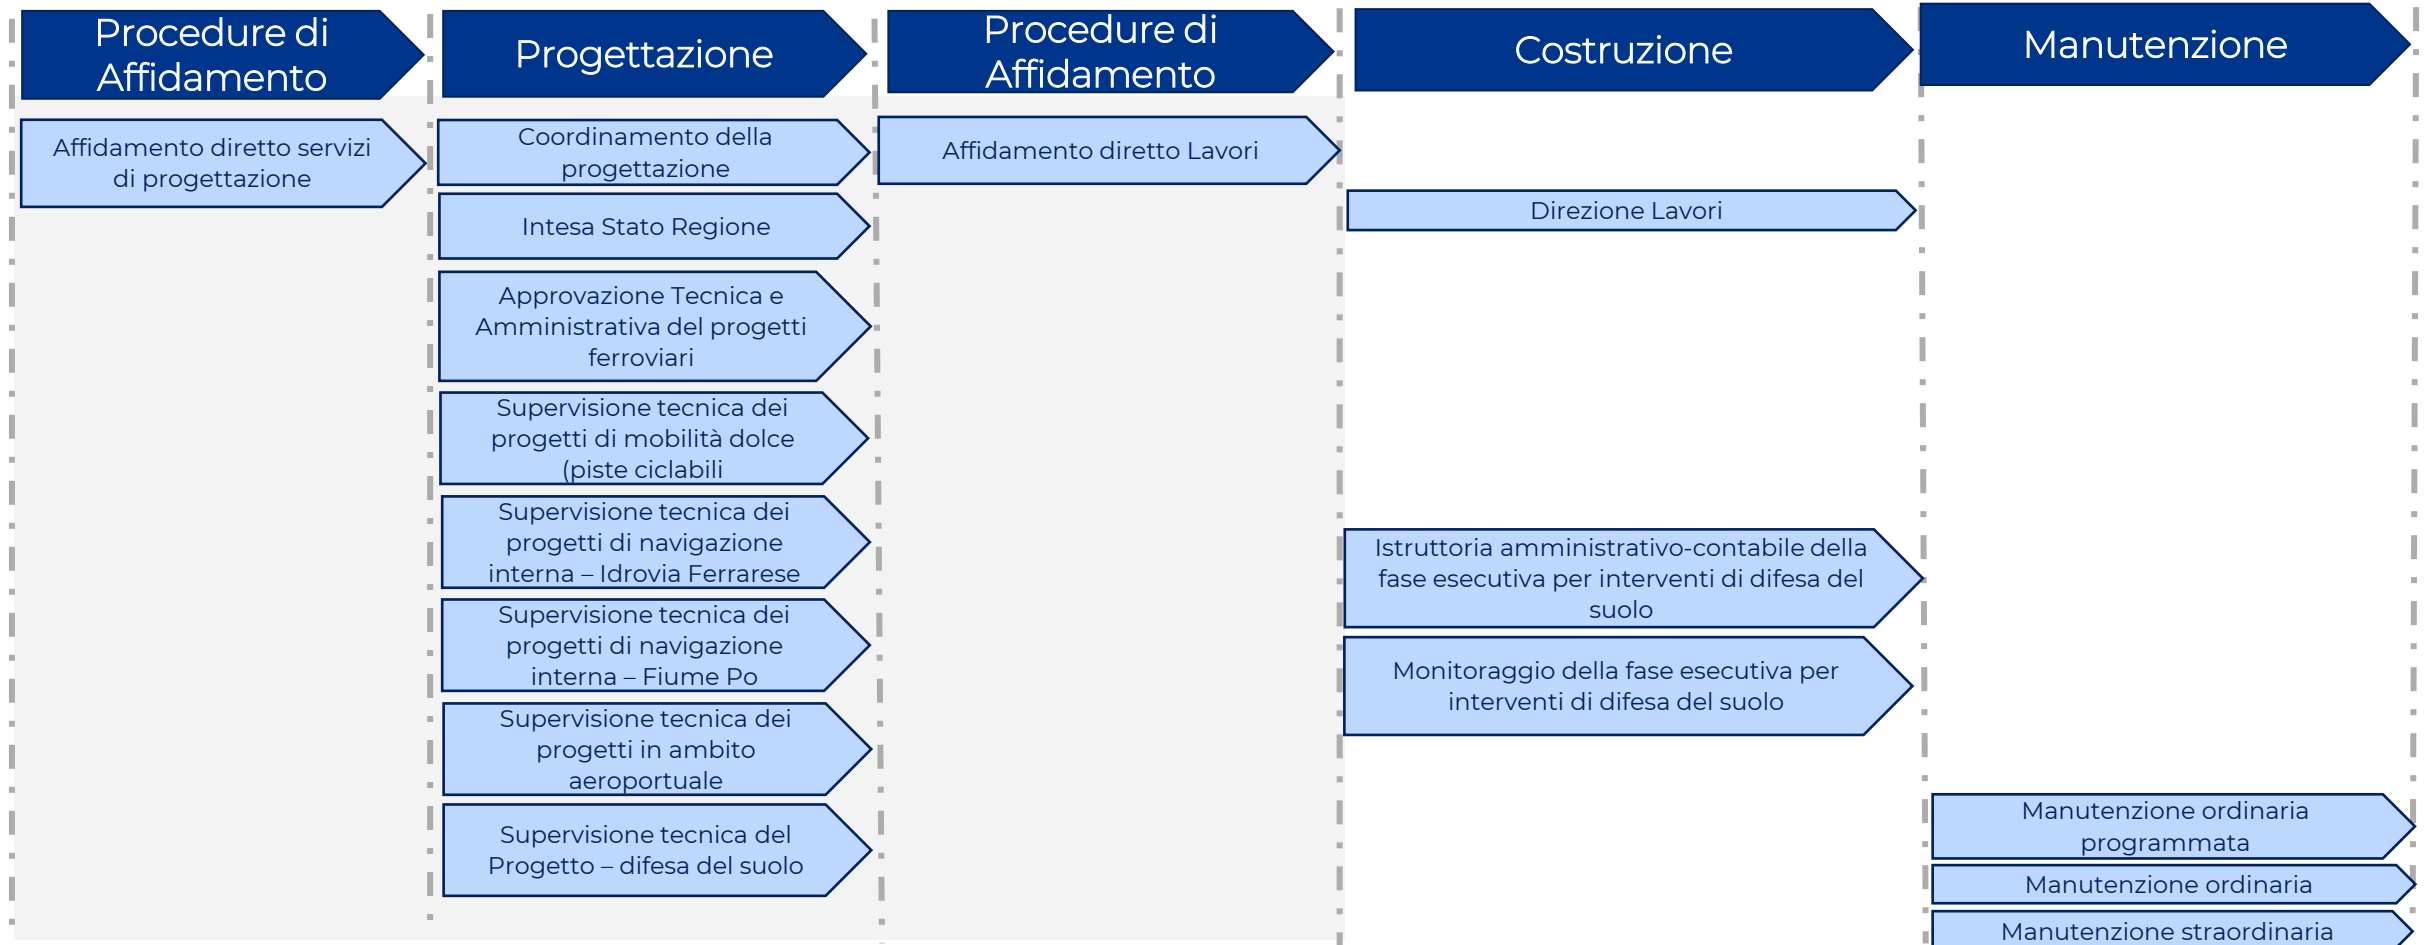 Procedure di
Affidamento
Progettazione
Procedure di
Affidamento
Costruzione
Manutenzione
Affidamento diretto servizi
di progettazione
Coordinamento della
progettazione
Intesa Stato Regione
Approvazione Tecnica e
Amministrativa del progetti
ferroviari
Supervisione tecnica dei
progetti di mobilità dolce
(piste ciclabili
Supervisione tecnica dei
progetti di navigazione
interna – Idrovia Ferrarese
Supervisione tecnica dei
progetti di navigazione
interna – Fiume Po
Supervisione tecnica dei
progetti in ambito
aeroportuale
Supervisione tecnica del
Progetto – difesa del suolo
Affidamento diretto Lavori
Direzione Lavori
Istruttoria amministrativo-contabile della
fase esecutiva per interventi di difesa del
suolo
Monitoraggio della fase esecutiva per
interventi di difesa del suolo
Manutenzione ordinaria
programmata
Manutenzione ordinaria
Manutenzione straordinaria